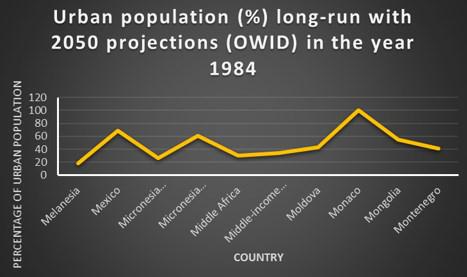 Urban population (%) long-run with
2050 projections (OWID) in the year
1984
PERCENTAGE OF URBAN POPULATION
120
100
80
60
40
20
0
Melanesia
Mexico
Micronesia...
Micronesia...
Middle Africa
Middle-income...
Moldova
Monaco
Mongolia
Montenegro
COUNTRY